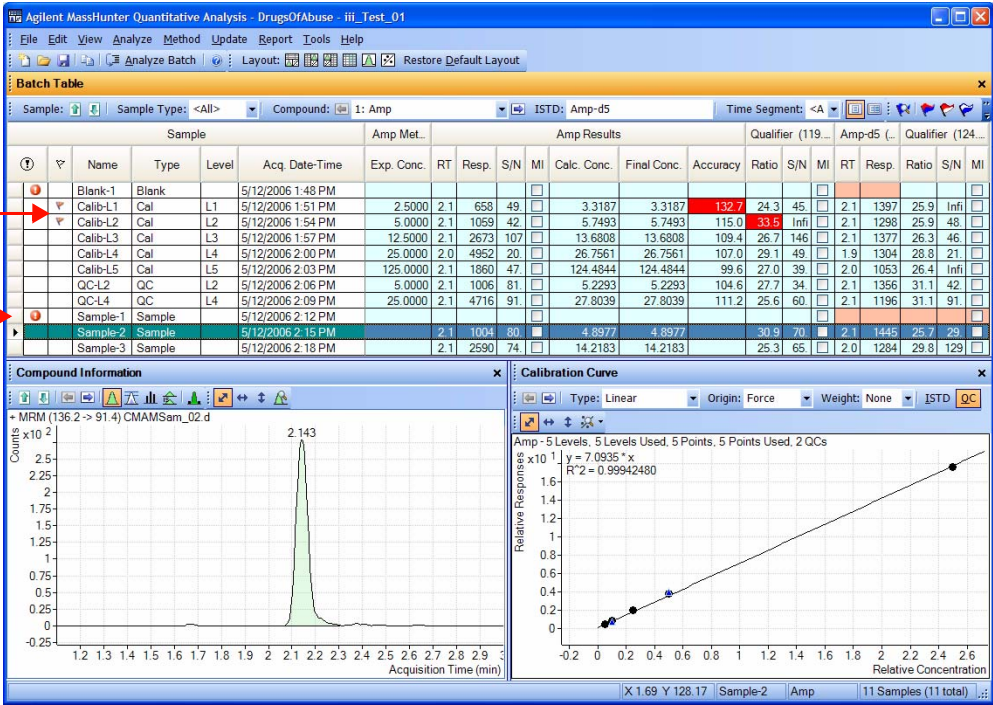 Agilent MassHunter Quantitative Analysis - DrugsOfAbuse - iii_Test_01
File Edit View Analyze Method Update Report Tools Help
Analyze Batch Layout: Restore Default Layout
Batch Table
Sample: Sample Type: <All> Compound: 1: Amp ISTD: Amp-d5 Time Segment: <A
Sample Amp Met... Amp Results Qualifier (119.... Amp-d5 (... Qualifier (124....
Name Type Level Acq. Date-Time Exp. Conc. RT Resp. S/N MI Calc. Conc. Final Conc. Accuracy Ratio S/N MI RT Resp. Ratio S/N MI
Blank-1 Blank 5/12/2006 1:48 PM
Calib-L1 Cal L1 5/12/2006 1:51 PM 2.5000 2.1 658 49. 3.3187 3.3187 132.7 24.3 45. 2.1 1397 25.9 Infi
Calib-L2 Cal L2 5/12/2006 1:54 PM 5.0000 2.1 1059 42. 5.7493 5.7493 115.0 33.5 Infi 2.1 1298 25.9 48.
Calib-L3 Cal L3 5/12/2006 1:57 PM 12.5000 2.1 2673 107 13.6808 13.6808 109.4 26.7 146 2.1 1377 26.3 46.
Calib-L4 Cal L4 5/12/2006 2:00 PM 25.0000 2.0 4952 20. 26.7561 26.7561 107.0 29.1 49. 1.9 1304 28.8 21.
Calib-L5 Cal L5 5/12/2006 2:03 PM 125.0000 2.1 1860 47. 124.4844 124.4844 99.6 27.0 39. 2.0 1053 26.4 Infi
QC-L2 QC L2 5/12/2006 2:06 PM 5.0000 2.1 1006 81. 5.2293 5.2293 104.6 27.7 34. 2.1 1356 31.1 42.
QC-L4 QC L4 5/12/2006 2:09 PM 25.0000 2.1 4716 91. 27.8039 27.8039 111.2 25.6 60. 2.1 1196 31.1 91.
Sample-1 Sample 5/12/2006 2:12 PM
Sample-2 Sample 5/12/2006 2:15 PM 2.1 1004 80. 4.8977 4.8977 30.9 70. 2.1 1445 25.7 29.
Sample-3 Sample 5/12/2006 2:18 PM 2.1 2590 74. 14.2183 14.2183 25.3 65. 2.0 1284 29.8 129
Compound Information
+ MRM (136.2 -> 91.4) CMAMSam_02.d
Counts
x10 2
2.143
2.5
2.25
2
1.75
1.5
1.25
1
0.75
0.5
0.25
0
-0.25
1.2 1.3 1.4 1.5 1.6 1.7 1.8 1.9 2 2.1 2.2 2.3 2.4 2.5 2.6 2.7 2.8 2.9
Acquisition Time (min)
Calibration Curve
Type: Linear Origin: Force Weight: None ISTD QC
Amp - 5 Levels, 5 Levels Used, 5 Points, 5 Points Used, 2 QCs
Relative Responses
x10 1
y = 7.0935 * x
R^2 = 0.99942480
1.6
1.4
1.2
1
0.8
0.6
0.4
0.2
0
-0.2 0 0.2 0.4 0.6 0.8 1 1.2 1.4 1.6 1.8 2 2.2 2.4 2.6
Relative Concentration
X 1.69 Y 128.17 Sample-2 Amp 11 Samples (11 total)